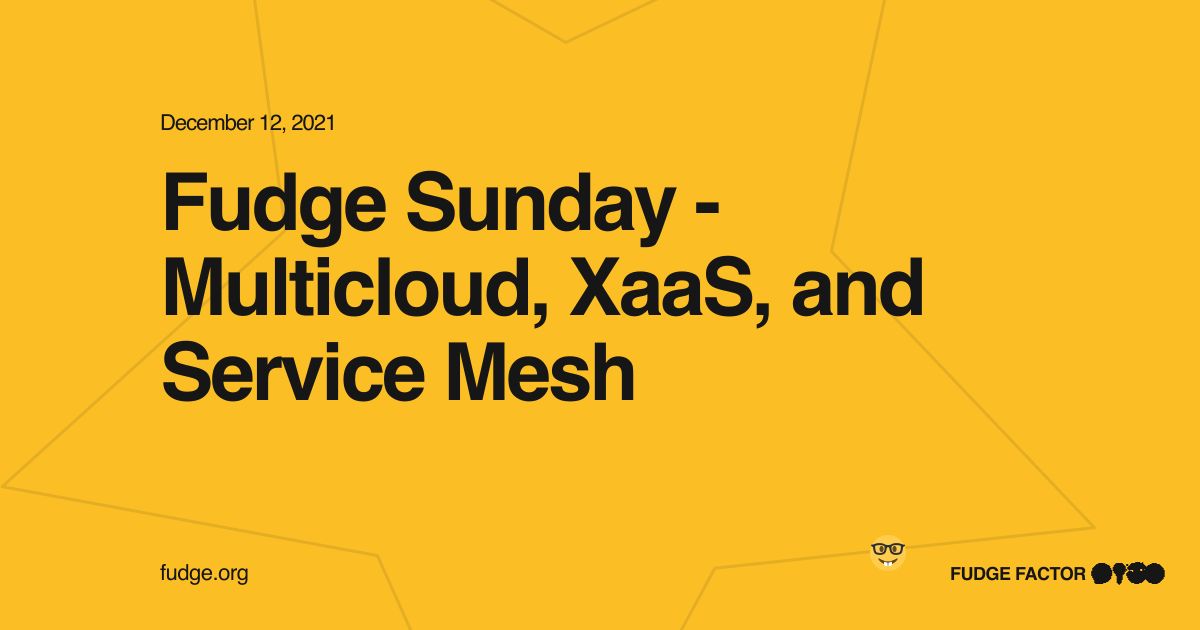 December 12, 2021
Fudge Sunday -
Multicloud, XaaS, and
Service Mesh
fudge.org
FUDGE FACTOR